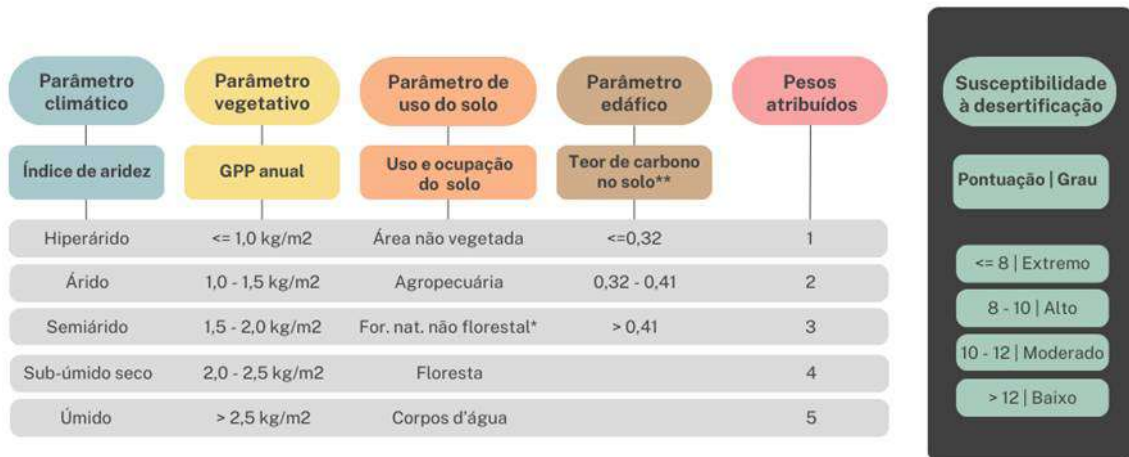 Parâmetro
climático
Parâmetro
vegetativo
Parâmetro de
uso do solo
Parâmetro
edáfico
Pesos
atribuídos
Índice de aridez
GPP anual
Uso e ocupação
do solo
Teor de carbono
no solo**
Hiperárido <= 1,0 kg/m2 Área não vegetada <=0,32 1
Árido 1,0 - 1,5 kg/m2 Agropecuária 0,32 - 0,41 2
Semiárido 1,5 - 2,0 kg/m2 For. nat. não florestal* > 0,41 3
Sub-úmido seco 2,0 - 2,5 kg/m2 Floresta 4
Úmido > 2,5 kg/m2 Corpos d'água 5
Susceptibilidade
à desertificação
Pontuação | Grau
<= 8 | Extremo
8 - 10 | Alto
10 - 12 | Moderado
> 12 | Baixo